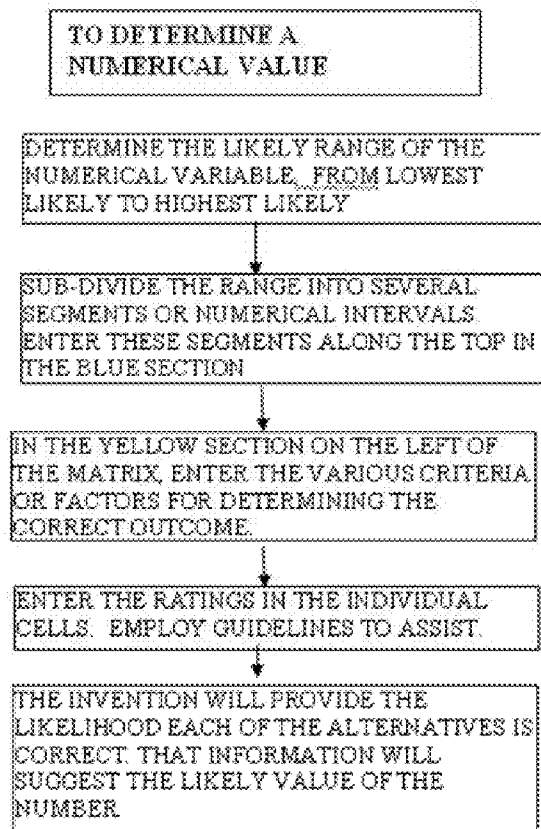 TO DETERMINE A
NUMERICAL VALUE
DETERMINE THE LIKELY RANGE OF THE
NUMERICAL VARIABLE, FROM LOWEST
LIKELY TO HIGHEST LIKELY
SUB-DIVIDE THE RANGE INTO SEVERAL
SEGMENTS OR NUMERICAL INTERVALS.
ENTER THESE SEGMENTS ALONG THE TOP IN
THE BLUE SECTION
IN THE YELLOW SECTION ON THE LEFT OF
THE MATRIX, ENTER THE VARIOUS CRITERIA
OR FACTORS FOR DETERMINING THE
CORRECT OUTCOME.
ENTER THE RATINGS IN THE INDIVIDUAL
CELLS. EMPLOY GUIDELINES TO ASSIST.
THE INVENTION WILL PROVIDE THE
LIKELIHOOD EACH OF THE ALTERNATIVES IS
CORRECT. THAT INFORMATION WILL
SUGGEST THE LIKELY VALUE OF THE
NUMBER